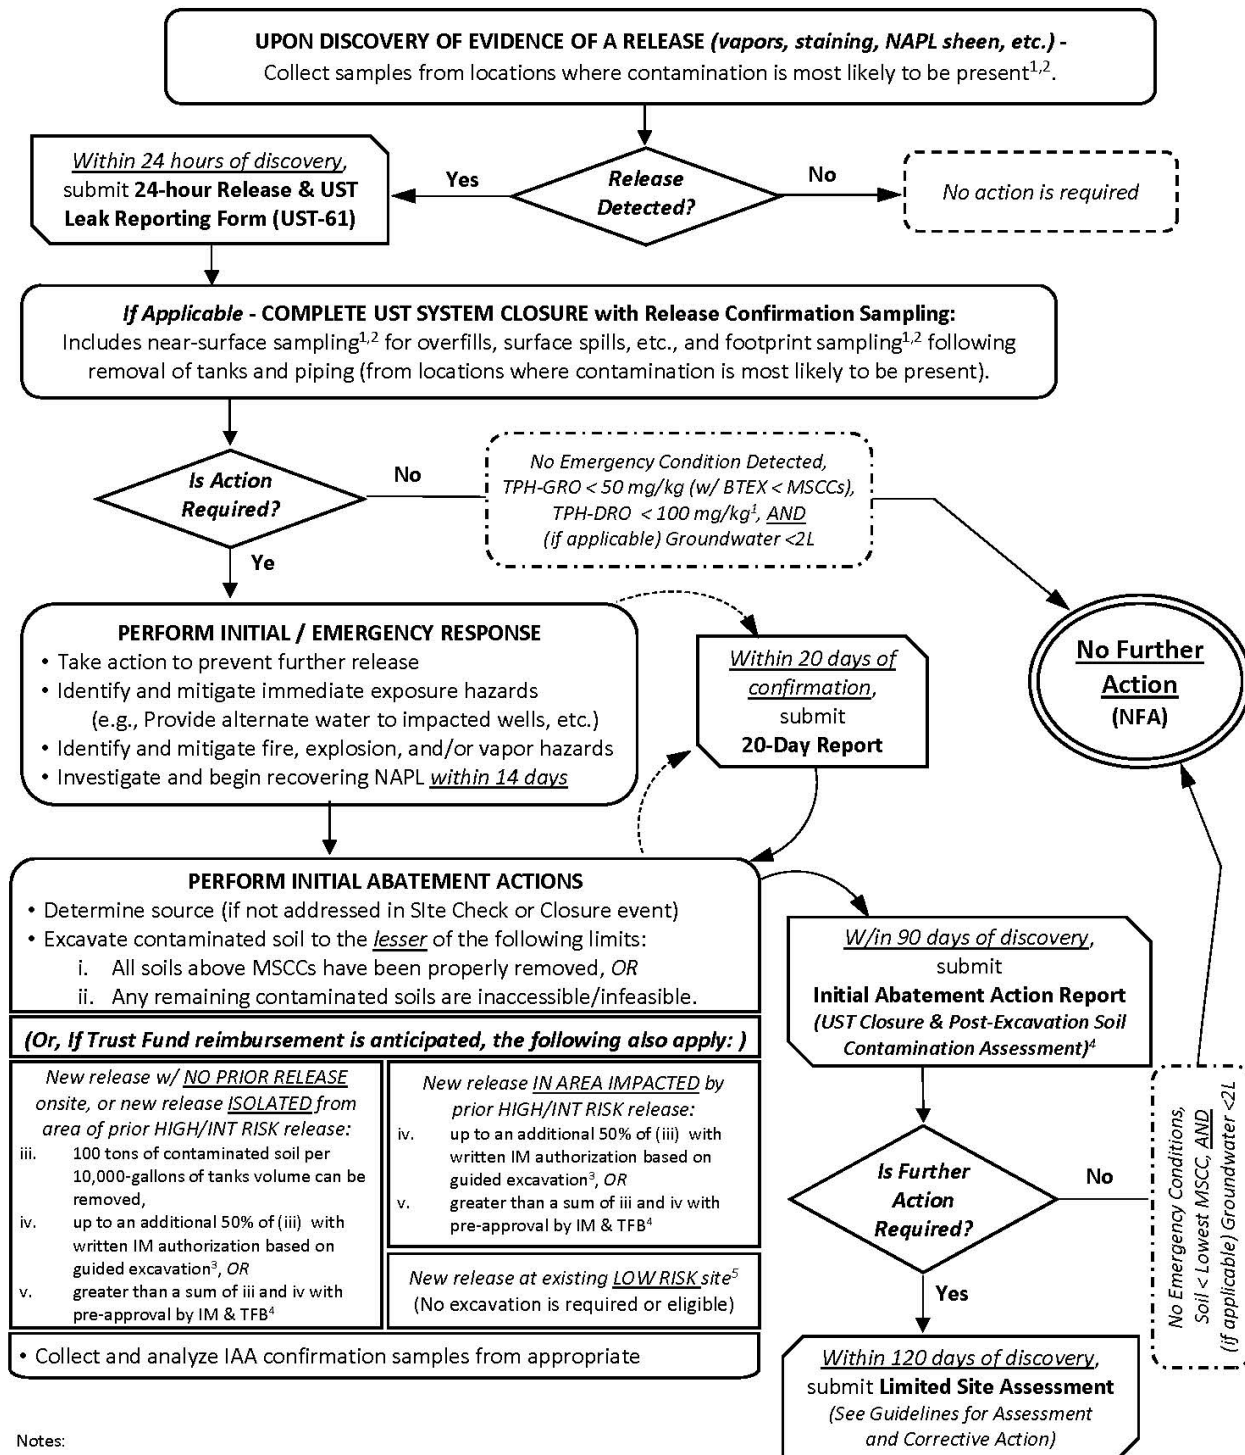 UPON DISCOVERY OF EVIDENCE OF A RELEASE (vapors, staining, NAPL sheen, etc.) -
Collect samples from locations where contamination is most likely to be present1,2.
Within 24 hours of discovery,
submit 24-hour Release & UST
Leak Reporting Form (UST-61)
Yes
Release
Detected?
No
No action is required
If Applicable - COMPLETE UST SYSTEM CLOSURE with Release Confirmation Sampling:
Includes near-surface sampling1,2 for overfills, surface spills, etc., and footprint sampling1,2 following
removal of tanks and piping (from locations where contamination is most likely to be present).
Is Action
Required?
No
No Emergency Condition Detected,
TPH-GRO < 50 mg/kg (w/ BTEX < MSCCs),
TPH-DRO < 100 mg/kg1, AND
(if applicable) Groundwater <2L
Ye
PERFORM INITIAL / EMERGENCY RESPONSE
• Take action to prevent further release
• Identify and mitigate immediate exposure hazards
(e.g., Provide alternate water to impacted wells, etc.)
• Identify and mitigate fire, explosion, and/or vapor hazards
• Investigate and begin recovering NAPL within 14 days
Within 20 days of
confirmation,
submit
20-Day Report
No Further
Action
(NFA)
PERFORM INITIAL ABATEMENT ACTIONS
• Determine source (if not addressed in SIte Check or Closure event)
• Excavate contaminated soil to the lesser of the following limits:
i. All soils above MSCCs have been properly removed, OR
ii. Any remaining contaminated soils are inaccessible/infeasible.
(Or, If Trust Fund reimbursement is anticipated, the following also apply: )
New release w/ NO PRIOR RELEASE
onsite, or new release ISOLATED from
area of prior HIGH/INT RISK release:
iii. 100 tons of contaminated soil per
10,000-gallons of tanks volume can be
removed,
iv. up to an additional 50% of (iii) with
written IM authorization based on
guided excavation3, OR
v. greater than a sum of iii and iv with
pre-approval by IM & TFB4
New release IN AREA IMPACTED by
prior HIGH/INT RISK release:
iv. up to an additional 50% of (iii) with
written IM authorization based on
guided excavation3, OR
v. greater than a sum of iii and iv with
pre-approval by IM & TFB4
New release at existing LOW RISK site5
(No excavation is required or eligible)
• Collect and analyze IAA confirmation samples from appropriate
W/in 90 days of discovery,
submit
Initial Abatement Action Report
(UST Closure & Post-Excavation Soil
Contamination Assessment)4
Is Further
Action
Required?
No
No Emergency Conditions,
Soil < Lowest MSCC, AND
(if applicable) Groundwater <2L
Yes
Within 120 days of discovery,
submit Limited Site Assessment
(See Guidelines for Assessment
and Corrective Action)
Notes: